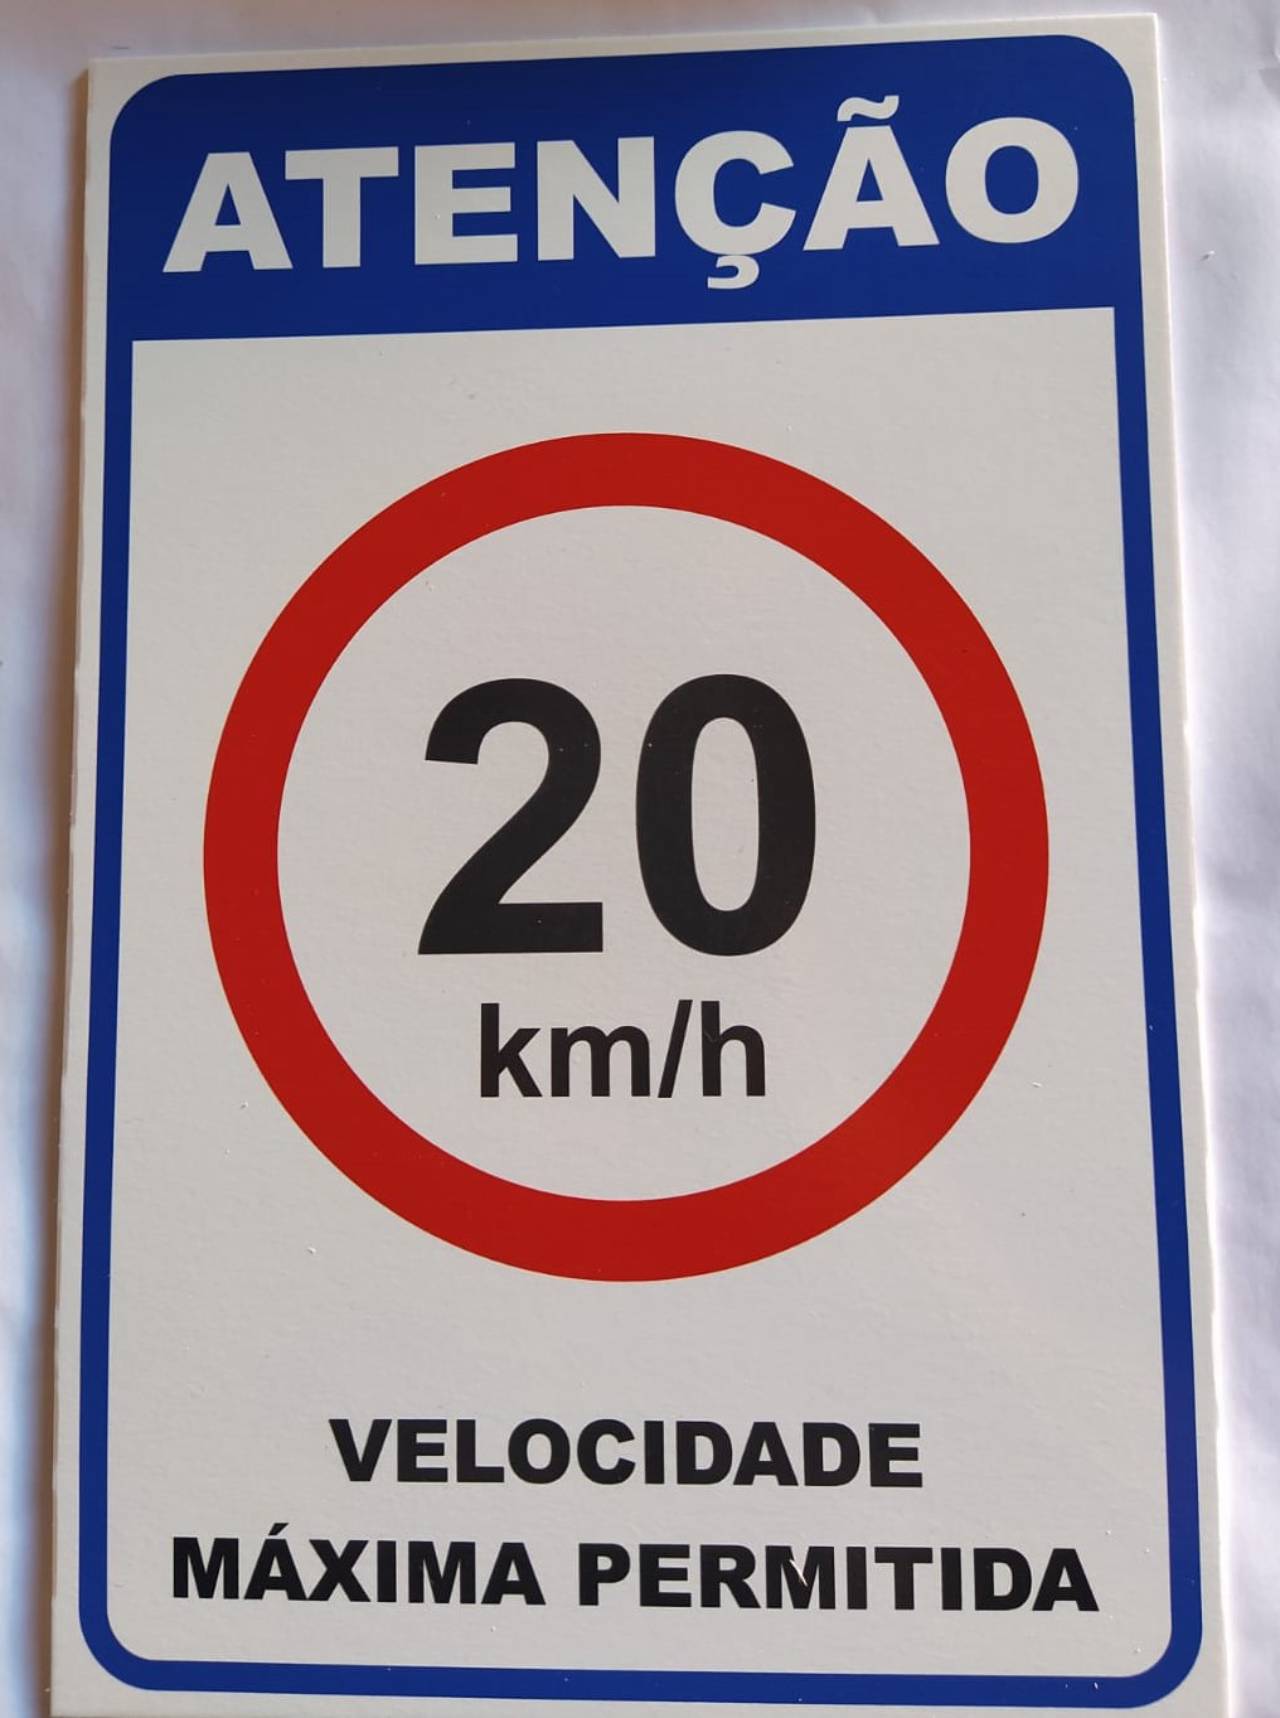 ATENÇÃO
20
km/h
VELOCIDADE
MÁXIMA PERMITIDA